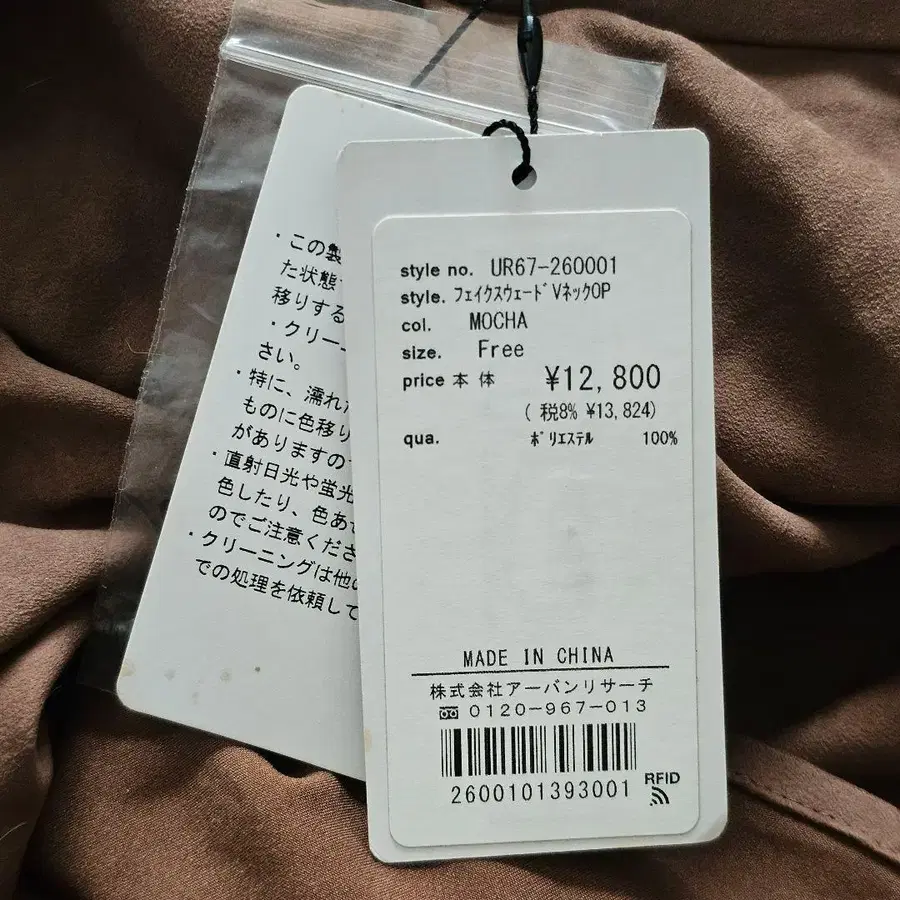 ・この製
た状態
移りする
・クリー
さい。
・特に、濡れた
ものに色移り
がありますの
・直射日光や蛍光
色したり、色あせ
のでご注意くださ
・クリーニングは他の
での処理を依頼して
style no. UR67-260001
style. フェイクスウェードVネックOP
col. MOCHA
size. Free
price 本体 ¥12,800
( 税8% ¥13,824)
qua. ポリエステル 100%
MADE IN CHINA
株式会社アーバンリサーチ
0120-967-013
2600101393001
RFID